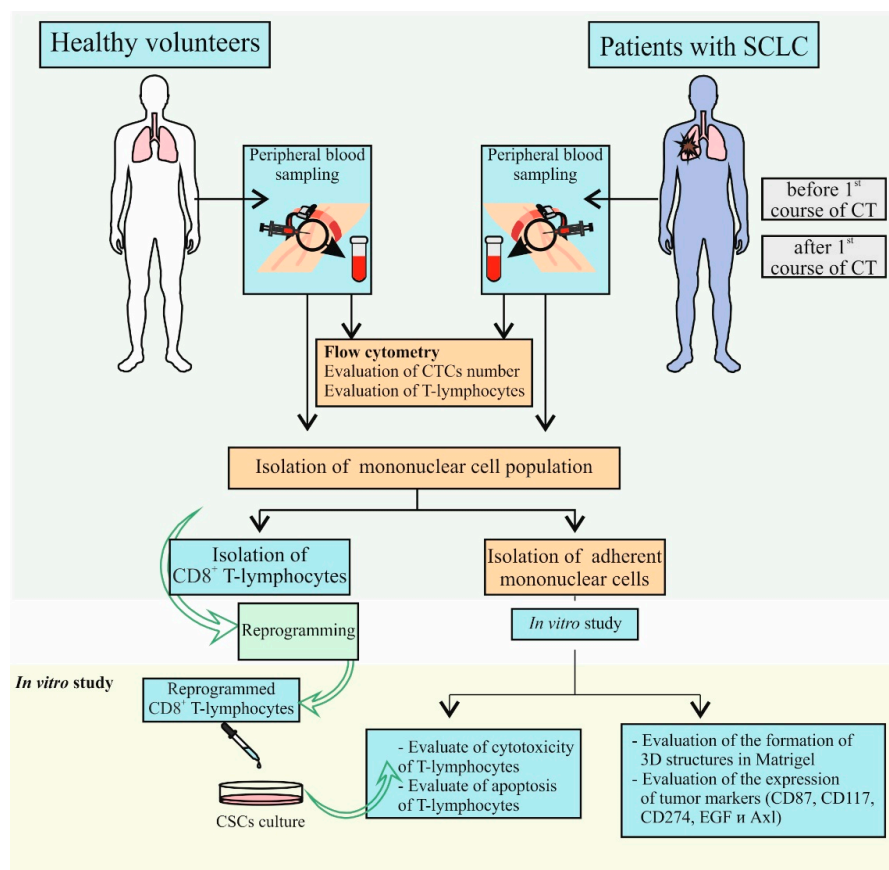 Healthy volunteers
Patients with SCLC
Peripheral blood
sampling
Peripheral blood
sampling
before 1st
course of CT
after 1st
course of CT
Flow cytometry
Evaluation of CTCs number
Evaluation of T-lymphocytes
Isolation of mononuclear cell population
Isolation of
CD8+ T-lymphocytes
Isolation of adherent
mononuclear cells
Reprogramming
In vitro study
In vitro study
Reprogrammed
CD8+ T-lymphocytes
CSCs culture
- Evaluate of cytotoxicity
of T-lymphocytes
- Evaluate of apoptosis
of T-lymphocytes
- Evaluation of the formation of
3D structures in Matrigel
- Evaluation of the expression
of tumor markers (CD87, CD117,
CD274, EGF и Axl)